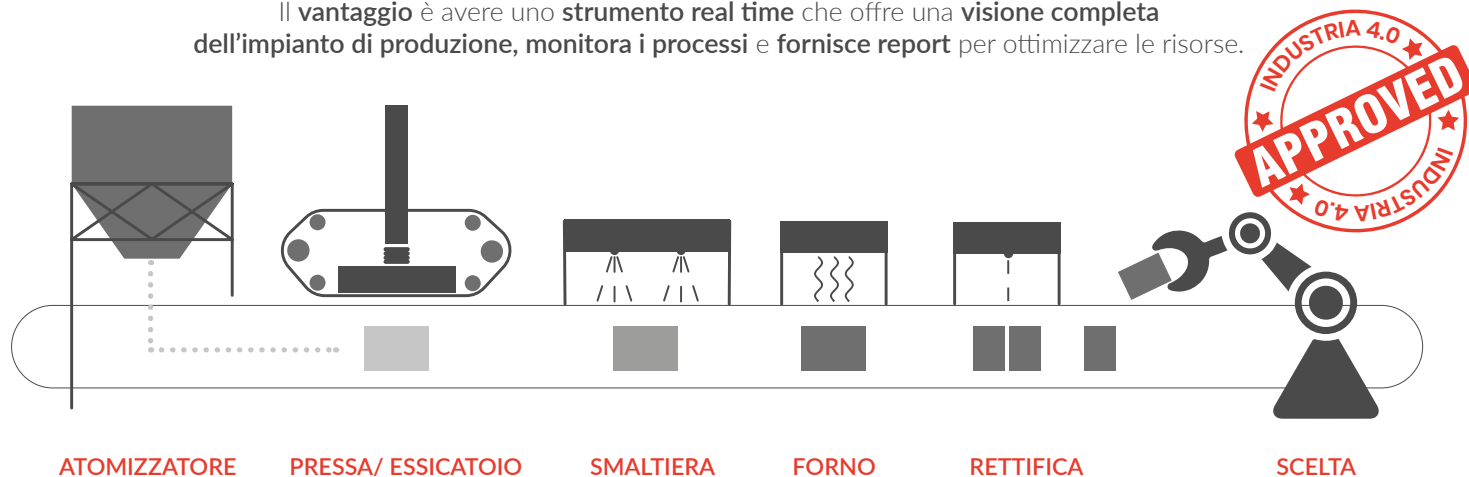 Il vantaggio è avere uno strumento real time che offre una visione completa
dell’impianto di produzione, monitora i processi e fornisce report per ottimizzare le risorse.
INDUSTRIA 4.0
APPROVED
INDUSTRIA 4.0
ATOMIZZATORE
PRESSA/ ESSICATOIO
SMALTIERA
FORNO
RETTIFICA
SCELTA